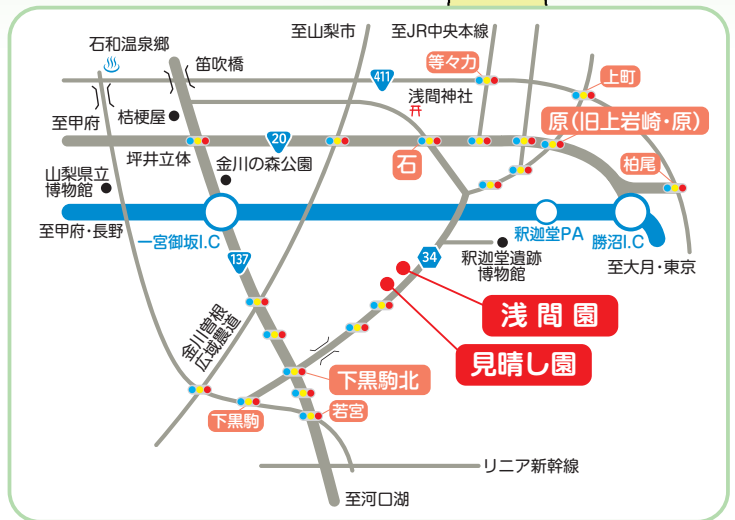 至山梨市
至JR中央本線
石和温泉郷
笛吹橋
等々力
上町
411
浅間神社
桔梗屋
原(旧上岩崎・原)
至甲府
20
坪井立体
石
柏尾
金川の森公園
山梨県立
博物館
至甲府・長野
一宮御坂I.C
釈迦堂PA
勝沼I.C
137
34
釈迦堂遺跡
博物館
至大月・東京
浅間園
金川曽根
広域農道
見晴し園
下黒駒北
下黒駒
若宮
リニア新幹線
至河口湖